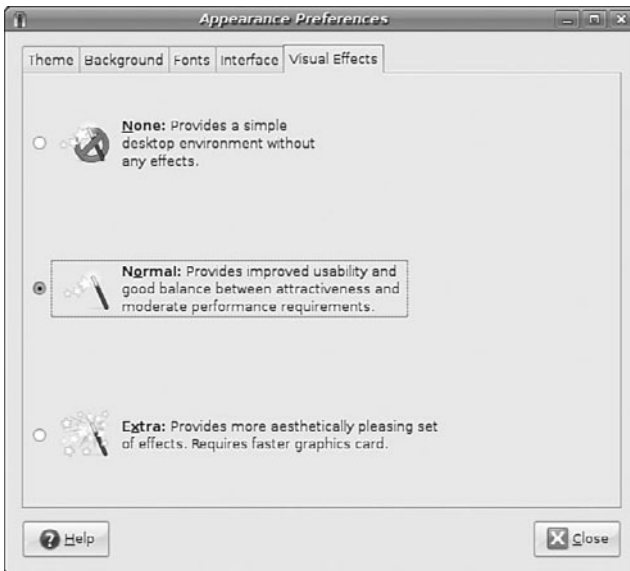 Appearance Preferences
Theme Background Fonts Interface Visual Effects
None: Provides a simple
desktop environment without
any effects.
Normal: Provides improved usability and
good balance between attractiveness and
moderate performance requirements.
Extra: Provides more aesthetically pleasing set
of effects. Requires faster graphics card.
Help Close